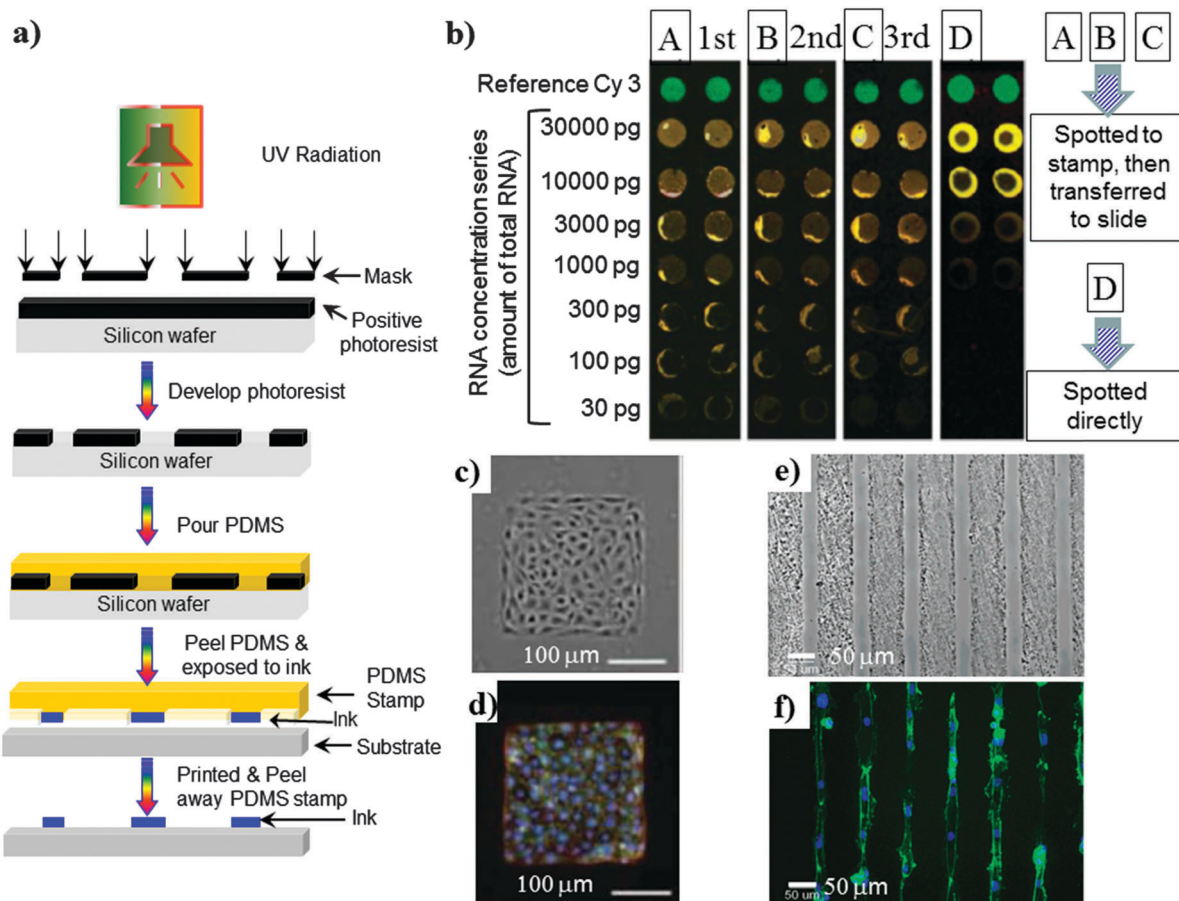 a)
UV Radiation
Mask
Positive
photoresist
Silicon wafer
Develop photoresist
Silicon wafer
Pour PDMS
Silicon wafer
Peel PDMS &
exposed to ink
PDMS
Stamp
Ink
Substrate
Printed & Peel
away PDMS stamp
Ink
b)
A 1st B 2nd C 3rd D
Reference Cy 3
RNA concentration series
(amount of total RNA)
30000 pg
10000 pg
3000 pg
1000 pg
300 pg
100 pg
30 pg
A B C
Spotted to
stamp, then
transferred
to slide
D
Spotted
directly
c)
100 µm
d)
100 µm
e)
50 µm
f)
50 µm
50 um